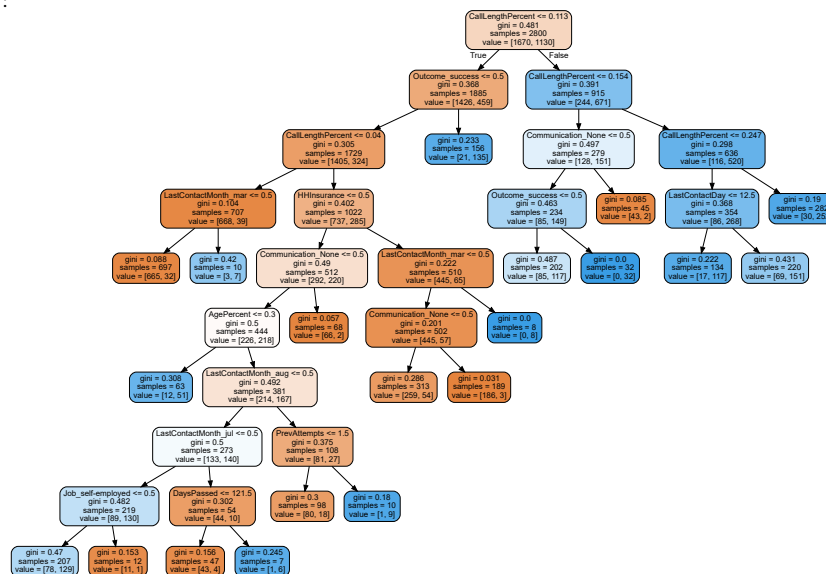 :
CallLengthPercent <= 0.113
gini = 0.481
samples = 2800
value = [1670, 1130]
True
False
Outcome_success <= 0.5
gini = 0.368
samples = 1885
value = [1426, 459]
CallLengthPercent <= 0.154
gini = 0.391
samples = 915
value = [244, 671]
CallLengthPercent <= 0.04
gini = 0.305
samples = 1729
value = [1405, 324]
gini = 0.233
samples = 156
value = [21, 135]
Communication_None <= 0.5
gini = 0.497
samples = 279
value = [128, 151]
CallLengthPercent <= 0.247
gini = 0.298
samples = 636
value = [116, 520]
LastContactMonth_mar <= 0.5
gini = 0.104
samples = 707
value = [668, 39]
HHInsurance <= 0.5
gini = 0.402
samples = 1022
value = [737, 285]
Outcome_success <= 0.5
gini = 0.463
samples = 234
value = [85, 149]
gini = 0.085
samples = 45
value = [43, 2]
LastContactDay <= 12.5
gini = 0.368
samples = 354
value = [86, 268]
gini = 0.19
samples = 282
value = [30, 25
gini = 0.088
samples = 697
value = [665, 32]
gini = 0.42
samples = 10
value = [3, 7]
Communication_None <= 0.5
gini = 0.49
samples = 512
value = [292, 220]
LastContactMonth_mar <= 0.5
gini = 0.222
samples = 510
value = [445, 65]
gini = 0.487
samples = 202
value = [85, 117]
gini = 0.0
samples = 32
value = [0, 32]
gini = 0.222
samples = 134
value = [17, 117]
gini = 0.431
samples = 220
value = [69, 151]
AgePercent <= 0.3
gini = 0.5
samples = 444
value = [226, 218]
gini = 0.057
samples = 68
value = [66, 2]
Communication_None <= 0.5
gini = 0.201
samples = 502
value = [445, 57]
gini = 0.0
samples = 8
value = [0, 8]
gini = 0.308
samples = 63
value = [12, 51]
LastContactMonth_aug <= 0.5
gini = 0.492
samples = 381
value = [214, 167]
gini = 0.286
samples = 313
value = [259, 54]
gini = 0.031
samples = 189
value = [186, 3]
LastContactMonth_jul <= 0.5
gini = 0.5
samples = 273
value = [133, 140]
PrevAttempts <= 1.5
gini = 0.375
samples = 108
value = [81, 27]
Job_self-employed <= 0.5
gini = 0.482
samples = 219
value = [89, 130]
DaysPassed <= 121.5
gini = 0.302
samples = 54
value = [44, 10]
gini = 0.3
samples = 98
value = [80, 18]
gini = 0.18
samples = 10
value = [1, 9]
gini = 0.47
samples = 207
value = [78, 129]
gini = 0.153
samples = 12
value = [11, 1]
gini = 0.156
samples = 47
value = [43, 4]
gini = 0.245
samples = 7
value = [1, 6]